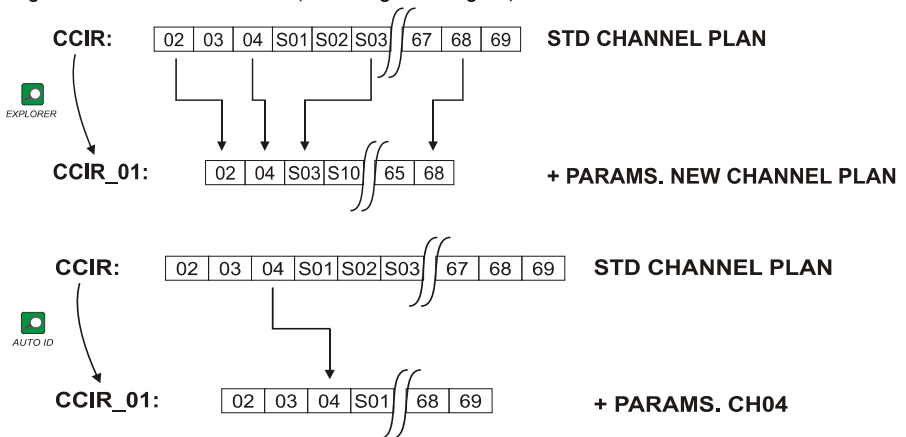 CCIR: 02 03 04 S01 S02 S03 67 68 69 STD CHANNEL PLAN
EXPLORER
CCIR_01: 02 04 S03 S10 65 68 + PARAMS. NEW CHANNEL PLAN
CCIR: 02 03 04 S01 S02 S03 67 68 69 STD CHANNEL PLAN
AUTO ID
CCIR_01: 02 03 04 S01 68 69 + PARAMS. CH04